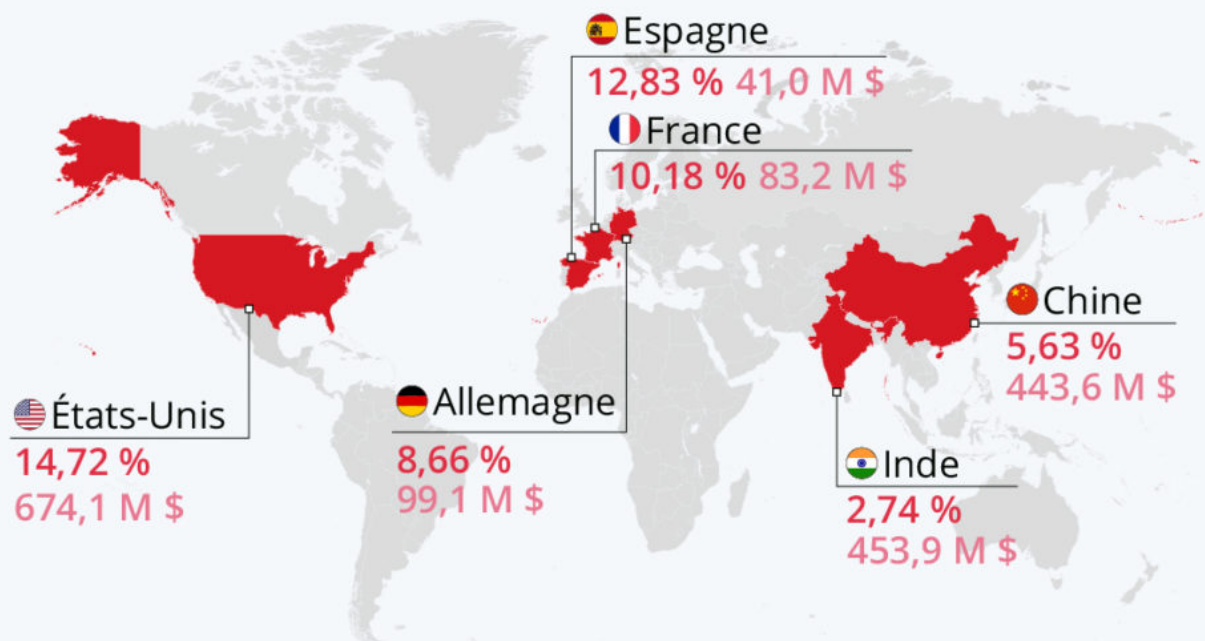 Espagne
12,83 % 41,0 M $
France
10,18 % 83,2 M $
Chine
5,63 %
443,6 M $
États-Unis
14,72 %
674,1 M $
Allemagne
8,66 %
99,1 M $
Inde
2,74 %
453,9 M $